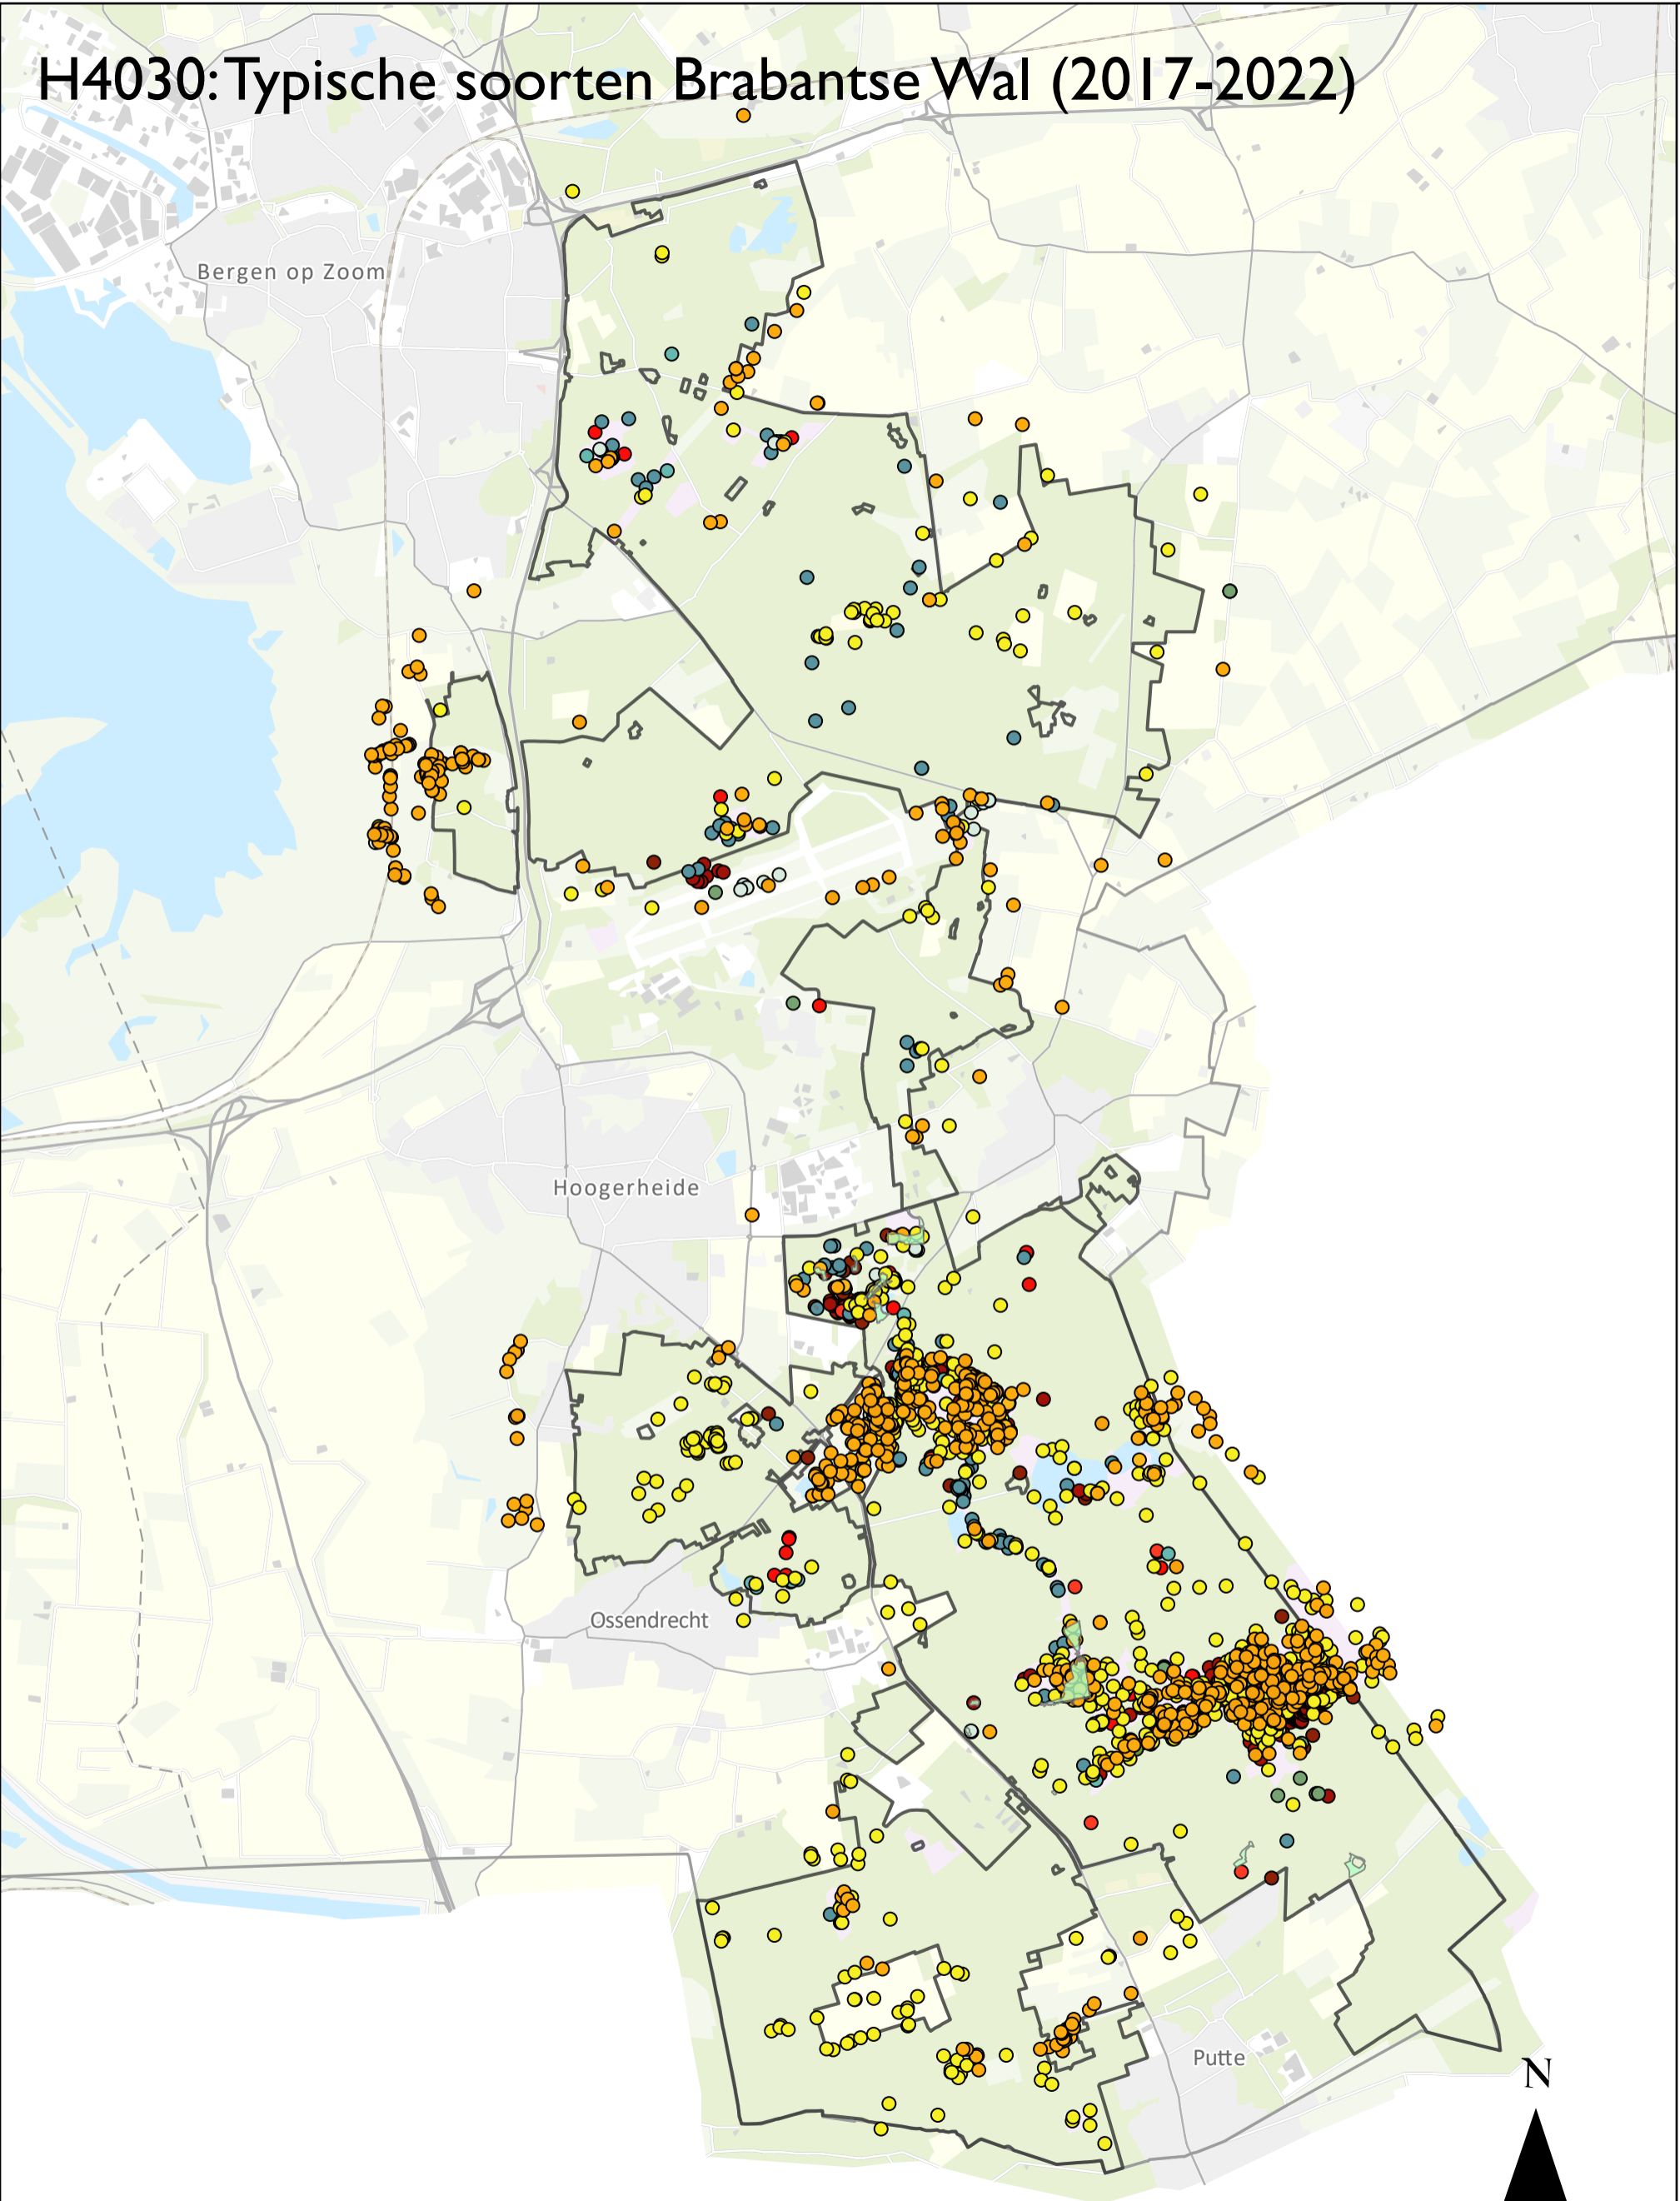 H4030: Typische soorten Brabantse Wal (2017-2022)
Bergen op Zoom
Hoogerheide
Ossendrecht
Putte
N